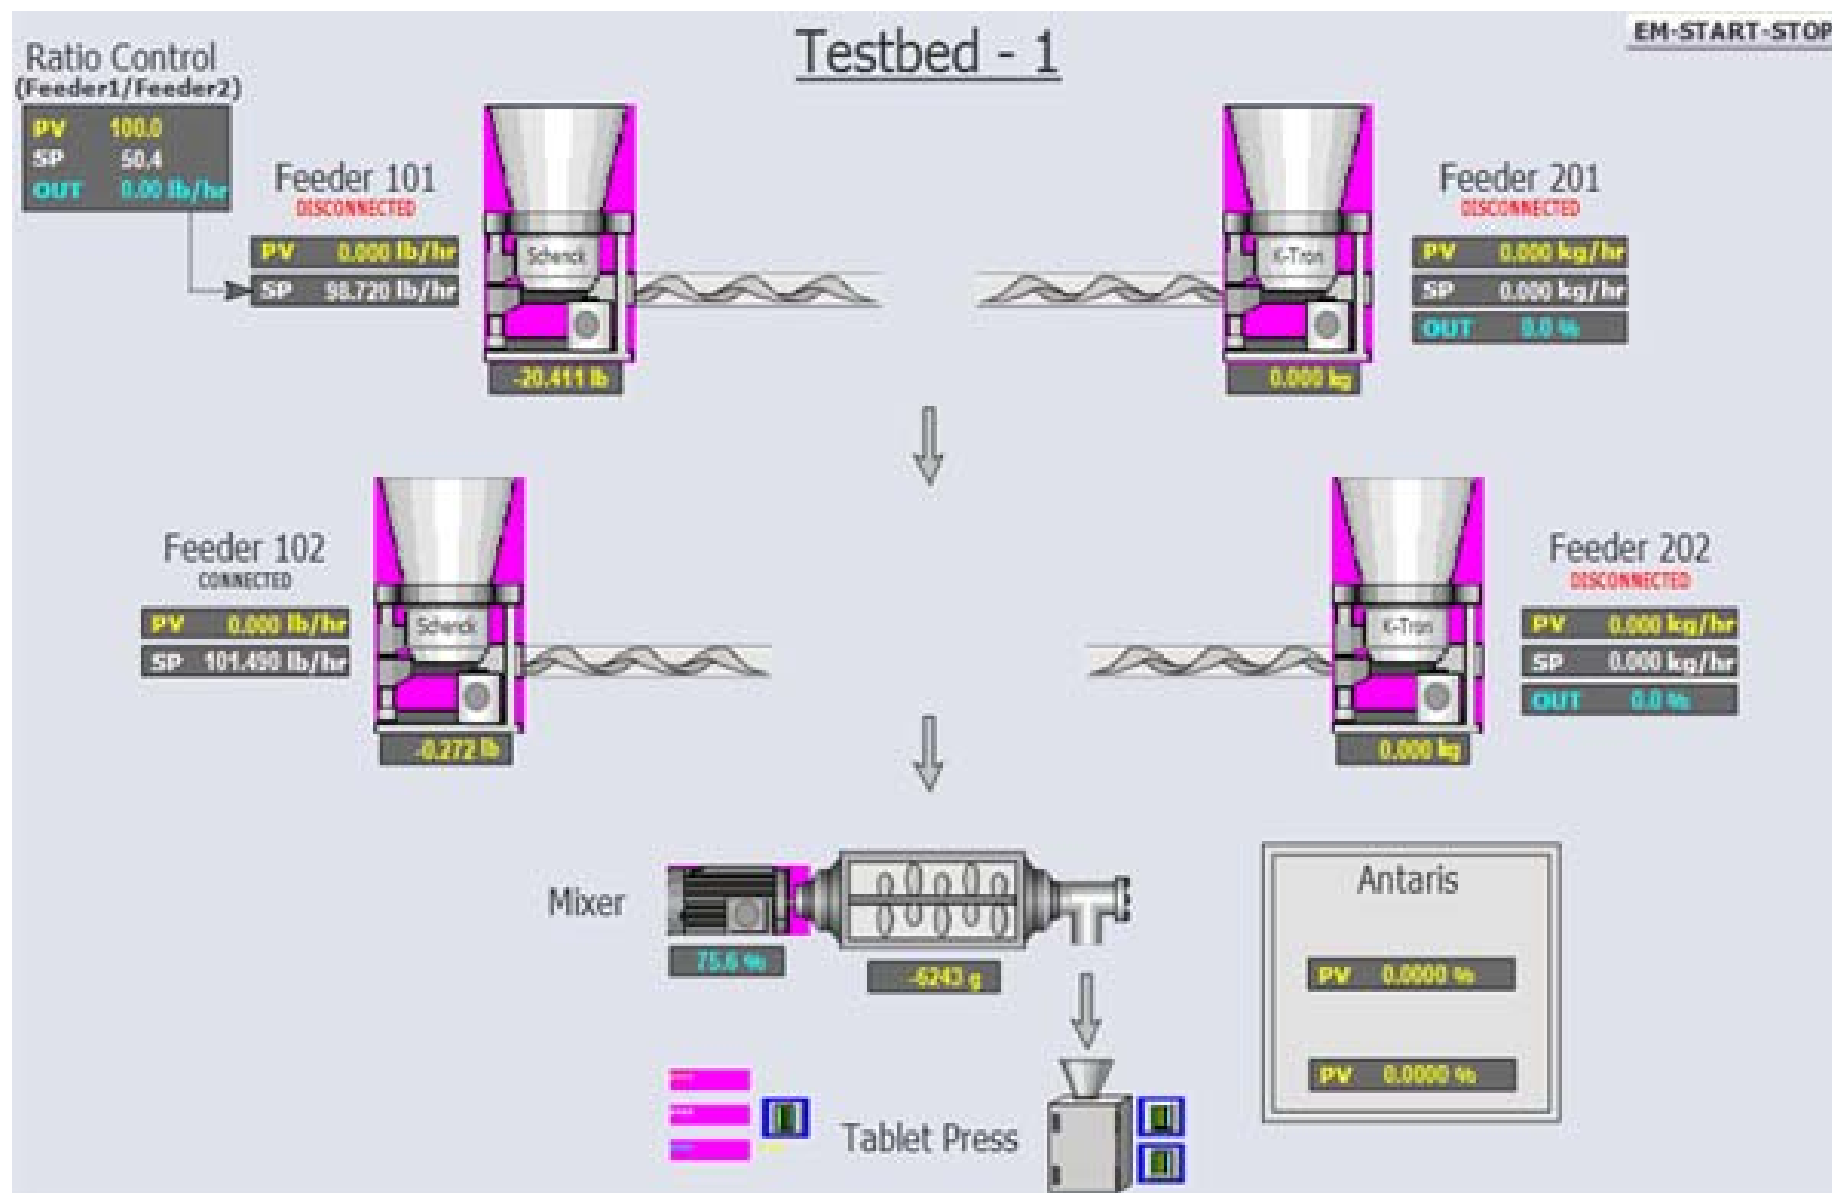 Testbed - 1
EM-START-STOP
Ratio Control
(Feeder1/Feeder2)
PV 100.0
SP 50.4
OUT 0.00 lb/hr
Feeder 101
DISCONNECTED
PV 0.000 lb/hr
SP 98.720 lb/hr
Schenck
-20.411 lb
K-Tron
0.000 kg
Feeder 201
DISCONNECTED
PV 0.000 kg/hr
SP 0.000 kg/hr
OUT 0.0 %
Feeder 102
CONNECTED
PV 0.000 lb/hr
SP 101.490 lb/hr
Schenck
-0.272 lb
K-Tron
0.000 kg
Feeder 202
DISCONNECTED
PV 0.000 kg/hr
SP 0.000 kg/hr
OUT 0.0 %
Mixer
75.6 %
-6243 g
Antaris
PV 0.0000 %
PV 0.0000 %
Tablet Press